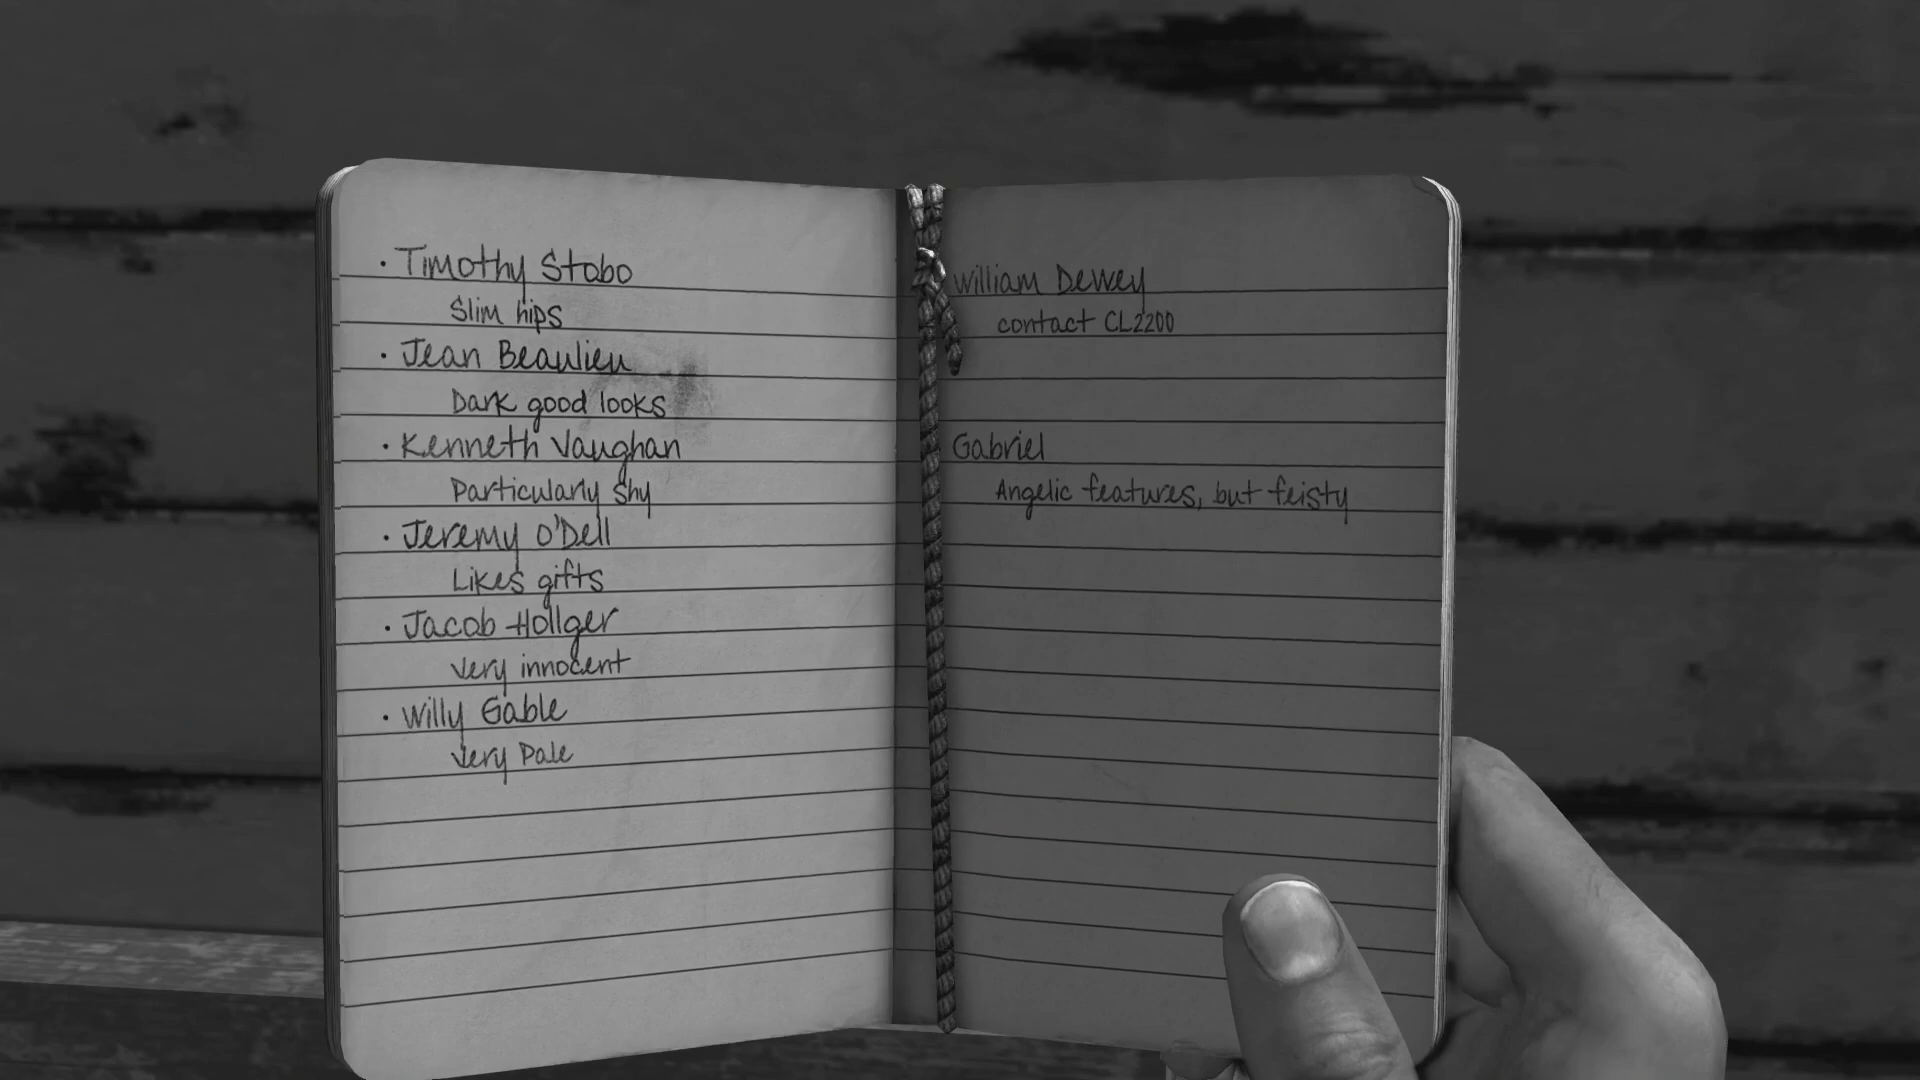 · Timothy Stabo
Slim hips
· Jean Beaulieu
Dark good looks
· Kenneth Vaughan
Particularly shy
· Jeremy O'Dell
Likes gifts
· Jacob Hollger
Very innocent
· Willy Gable
Very Pale
William Dewey
contact CL2200
Gabriel
Angelic features, but feisty